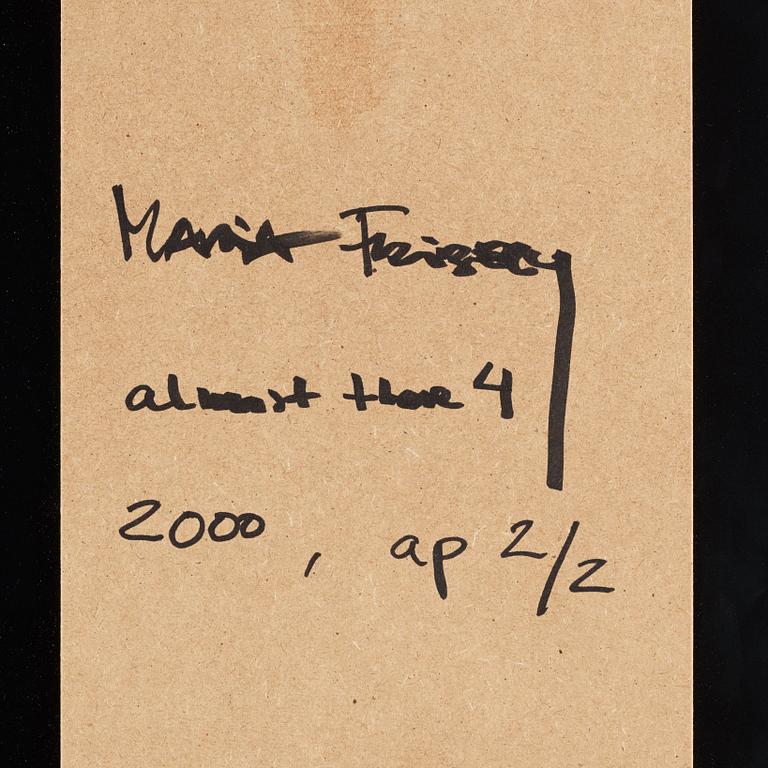 Maria Friberg
almost there 4
2000, ap 2/2